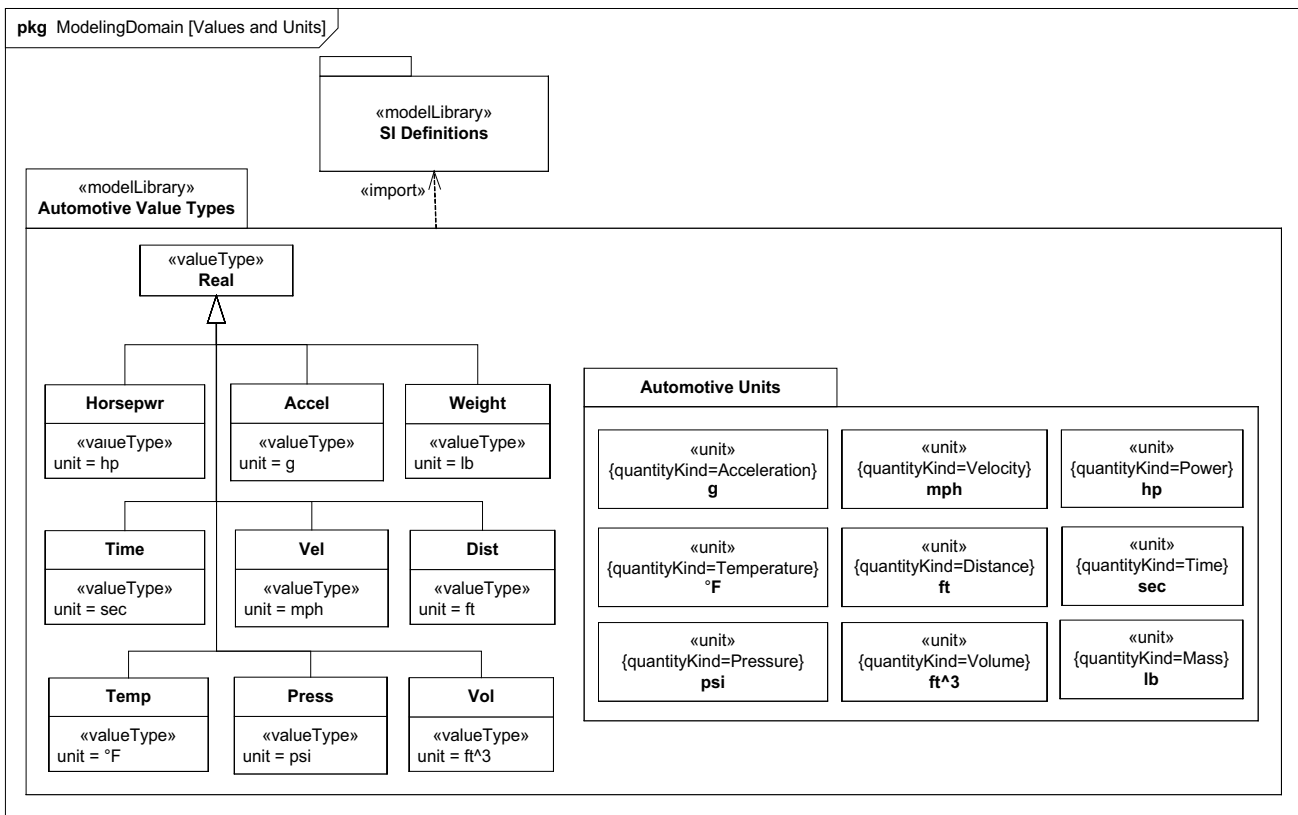 pkg ModelingDomain [Values and Units]
«modelLibrary»
SI Definitions
«import»
«modelLibrary»
Automotive Value Types
«valueType»
Real
Horsepwr
«vaıueType»
unit = hp
Accel
«valueType»
unit = g
Weight
«valueType»
unit = lb
Time
«valueType»
unit = sec
Vel
«valueType»
unit = mph
Dist
«valueType»
unit = ft
Temp
«valueType»
unit = °F
Press
«valueType»
unit = psi
Vol
«valueType»
unit = ft^3
Automotive Units
«unit»
{quantityKind=Acceleration}
g
«unit»
{quantityKind=Velocity}
mph
«unit»
{quantityKind=Power}
hp
«unit»
{quantityKind=Temperature}
°F
«unit»
{quantityKind=Distance}
ft
«unit»
{quantityKind=Time}
sec
«unit»
{quantityKind=Pressure}
psi
«unit»
{quantityKind=Volume}
ft^3
«unit»
{quantityKind=Mass}
lb